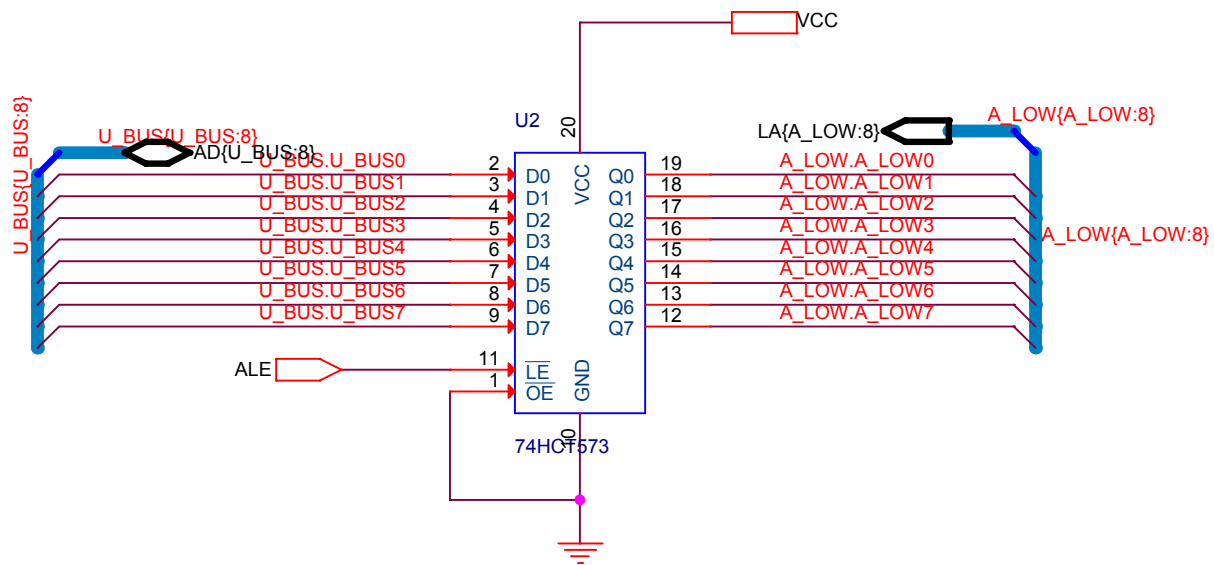 VCC
U2
20
U_BUS{U_BUS:8}
U_BUS{U_BUS:8}
AD{U_BUS:8}
LA{A_LOW:8}
A_LOW{A_LOW:8}
A_LOW{A_LOW:8}
U_BUS.U_BUS0 2 D0 VCC Q0 19 A_LOW.A_LOW0
U_BUS.U_BUS1 3 D1 Q1 18 A_LOW.A_LOW1
U_BUS.U_BUS2 4 D2 Q2 17 A_LOW.A_LOW2
U_BUS.U_BUS3 5 D3 Q3 16 A_LOW.A_LOW3
U_BUS.U_BUS4 6 D4 Q4 15 A_LOW.A_LOW4
U_BUS.U_BUS5 7 D5 Q5 14 A_LOW.A_LOW5
U_BUS.U_BUS6 8 D6 Q6 13 A_LOW.A_LOW6
U_BUS.U_BUS7 9 D7 Q7 12 A_LOW.A_LOW7
ALE 11 LE
1 OE GND
10
74HCT573